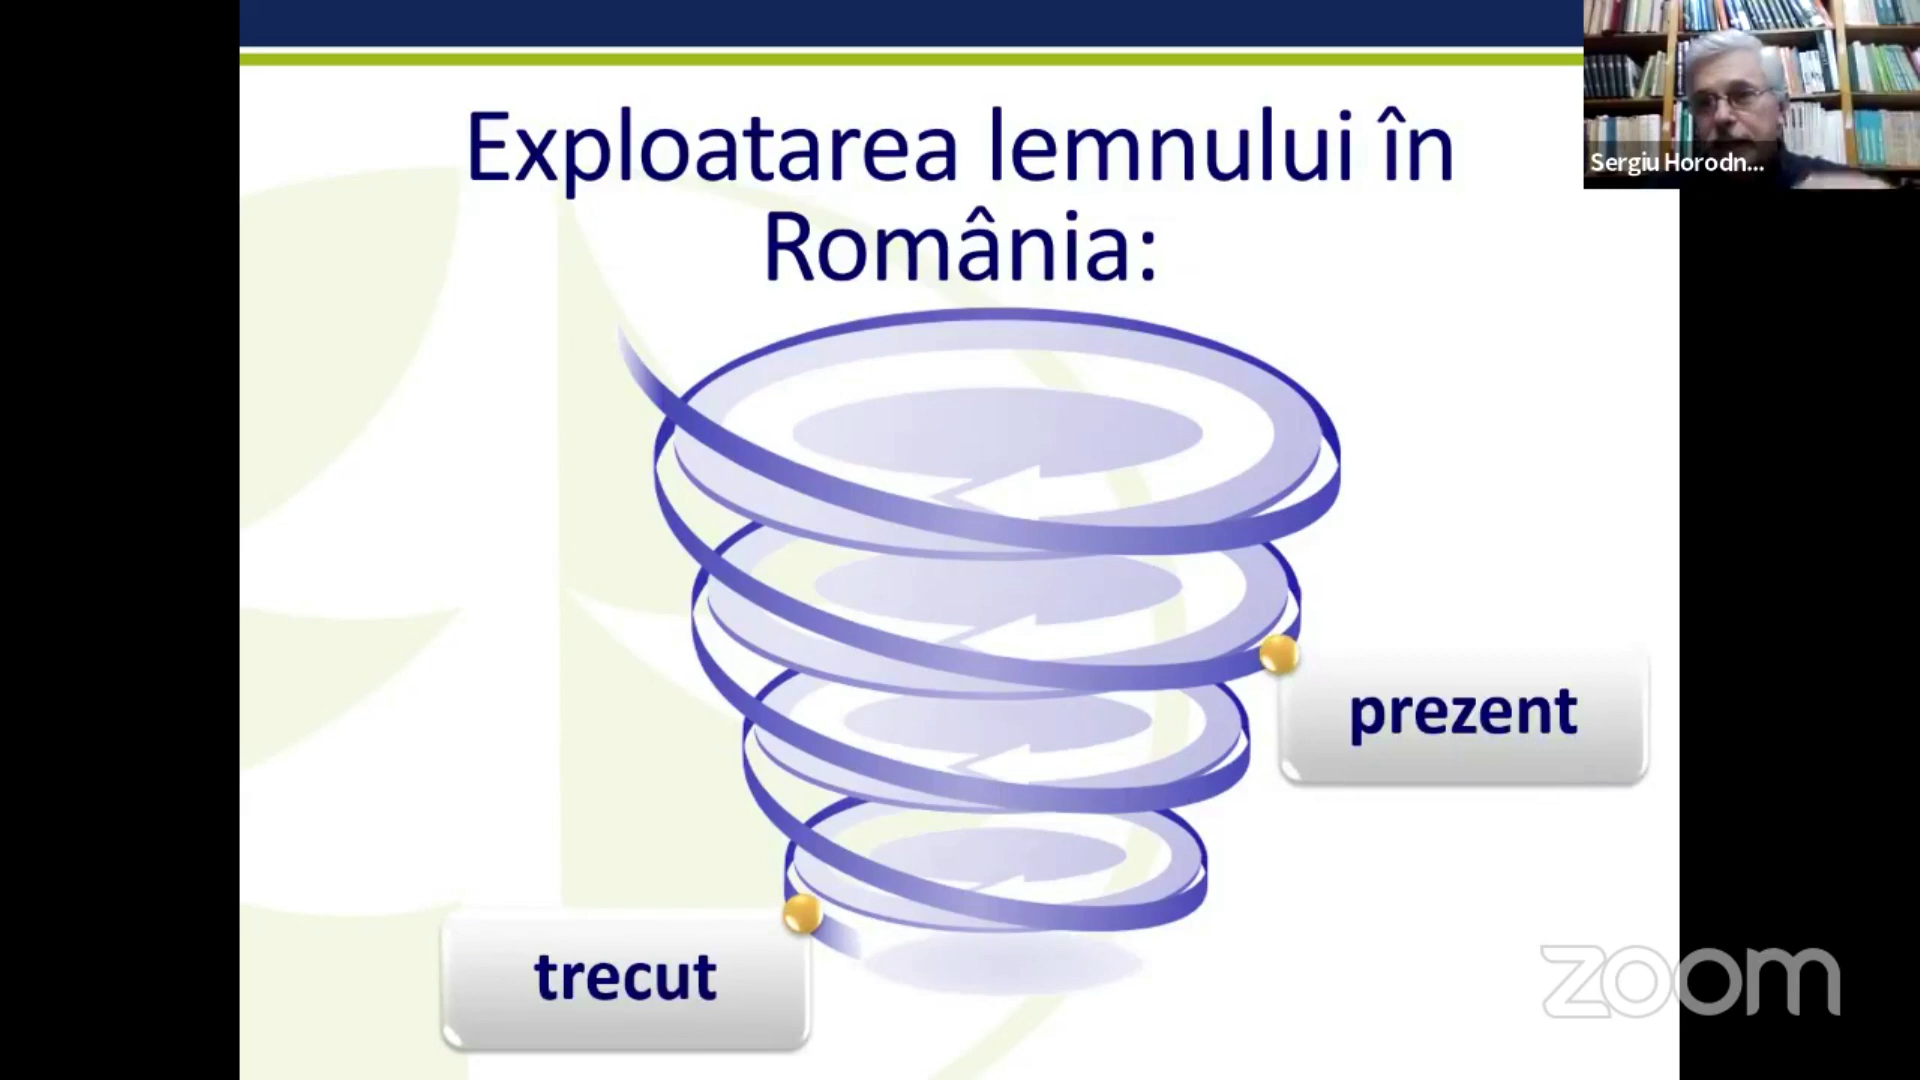 Exploatarea lemnului în
România:
Sergiu Horodn...
prezent
trecut
zoom